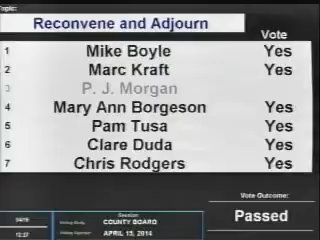 Topic:
Reconvene and Adjourn
Vote
1 Mike Boyle Yes
2 Marc Kraft Yes
3 P. J. Morgan
4 Mary Ann Borgeson Yes
5 Pam Tusa Yes
6 Clare Duda Yes
7 Chris Rodgers Yes
Vote Outcome:
Passed
Session
COUNTY BOARD
APRIL 15, 2014